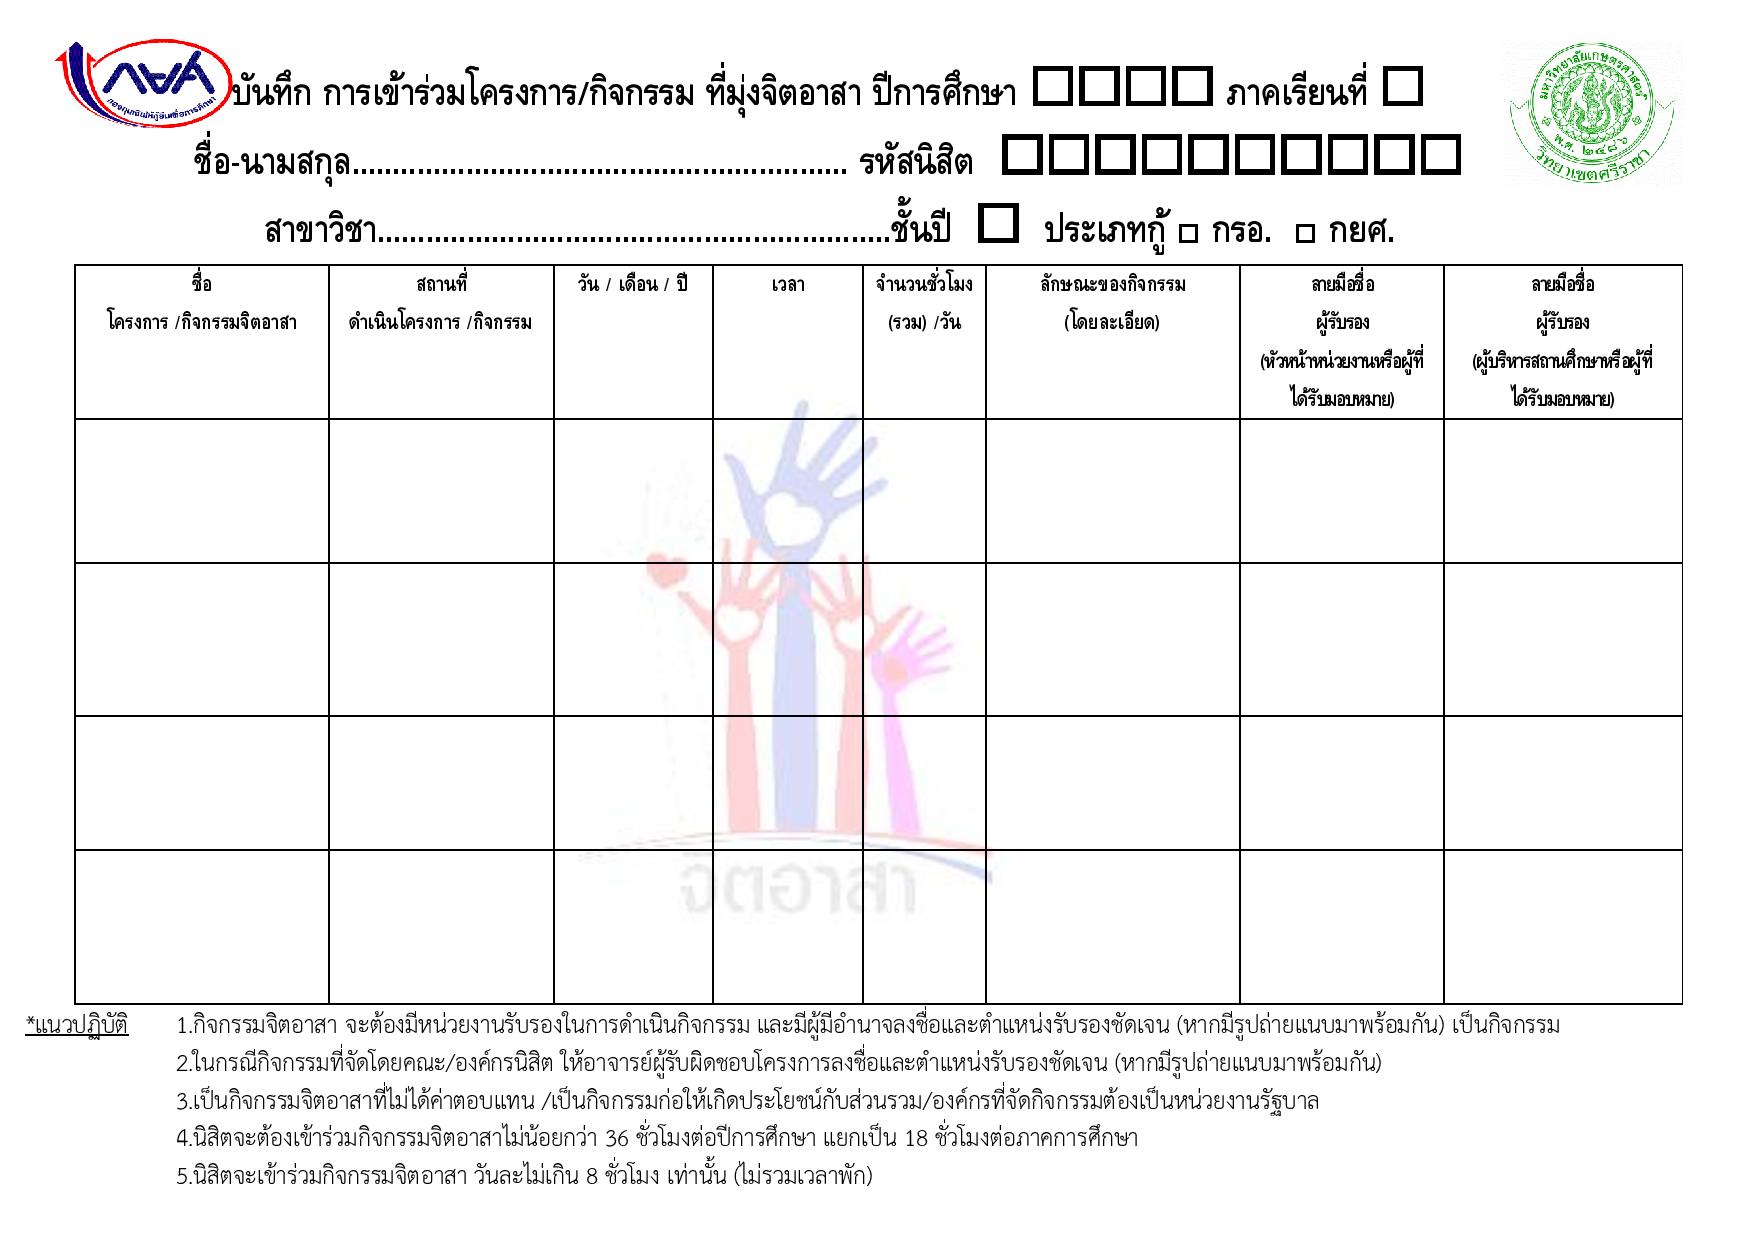 กยศ
กองทุนเงินให้กู้ยืมเพื่อการศึกษา
บันทึก การเข้าร่วมโครงการ/กิจกรรม ที่มุ่งจิตอาสา ปีการศึกษา □□□□ ภาคเรียนที่ □
มหาวิทยาลัยเกษตรศาสตร์
พ.ศ. ๒๔๘๖
วิทยาเขตศรีราชา
ชื่อ-นามสกุล............................................................ รหัสนิสิต □□□□□□□□□□
สาขาวิชา..............................................................ชั้นปี □ ประเภทกู้ □ กรอ. □ กยศ.
ชื่อ
โครงการ /กิจกรรมจิตอาสา
สถานที่
ดำเนินโครงการ /กิจกรรม
วัน / เดือน / ปี
เวลา
จำนวนชั่วโมง
(รวม) /วัน
ลักษณะของกิจกรรม
(โดยละเอียด)
ลายมือชื่อ
ผู้รับรอง
(หัวหน้าหน่วยงานหรือผู้ที่
ได้รับมอบหมาย)
ลายมือชื่อ
ผู้รับรอง
(ผู้บริหารสถานศึกษาหรือผู้ที่
ได้รับมอบหมาย)
จิตอาสา
*แนวปฏิบัติ 1.กิจกรรมจิตอาสา จะต้องมีหน่วยงานรับรองในการดำเนินกิจกรรม และมีผู้มีอำนาจลงชื่อและตำแหน่งรับรองชัดเจน (หากมีรูปถ่ายแนบมาพร้อมกัน) เป็นกิจกรรม
2.ในกรณีกิจกรรมที่จัดโดยคณะ/องค์กรนิสิต ให้อาจารย์ผู้รับผิดชอบโครงการลงชื่อและตำแหน่งรับรองชัดเจน (หากมีรูปถ่ายแนบมาพร้อมกัน)
3.เป็นกิจกรรมจิตอาสาที่ไม่ได้ค่าตอบแทน /เป็นกิจกรรมก่อให้เกิดประโยชน์กับส่วนรวม/องค์กรที่จัดกิจกรรมต้องเป็นหน่วยงานรัฐบาล
4.นิสิตจะต้องเข้าร่วมกิจกรรมจิตอาสาไม่น้อยกว่า 36 ชั่วโมงต่อปีการศึกษา แยกเป็น 18 ชั่วโมงต่อภาคการศึกษา
5.นิสิตจะเข้าร่วมกิจกรรมจิตอาสา วันละไม่เกิน 8 ชั่วโมง เท่านั้น (ไม่รวมเวลาพัก)